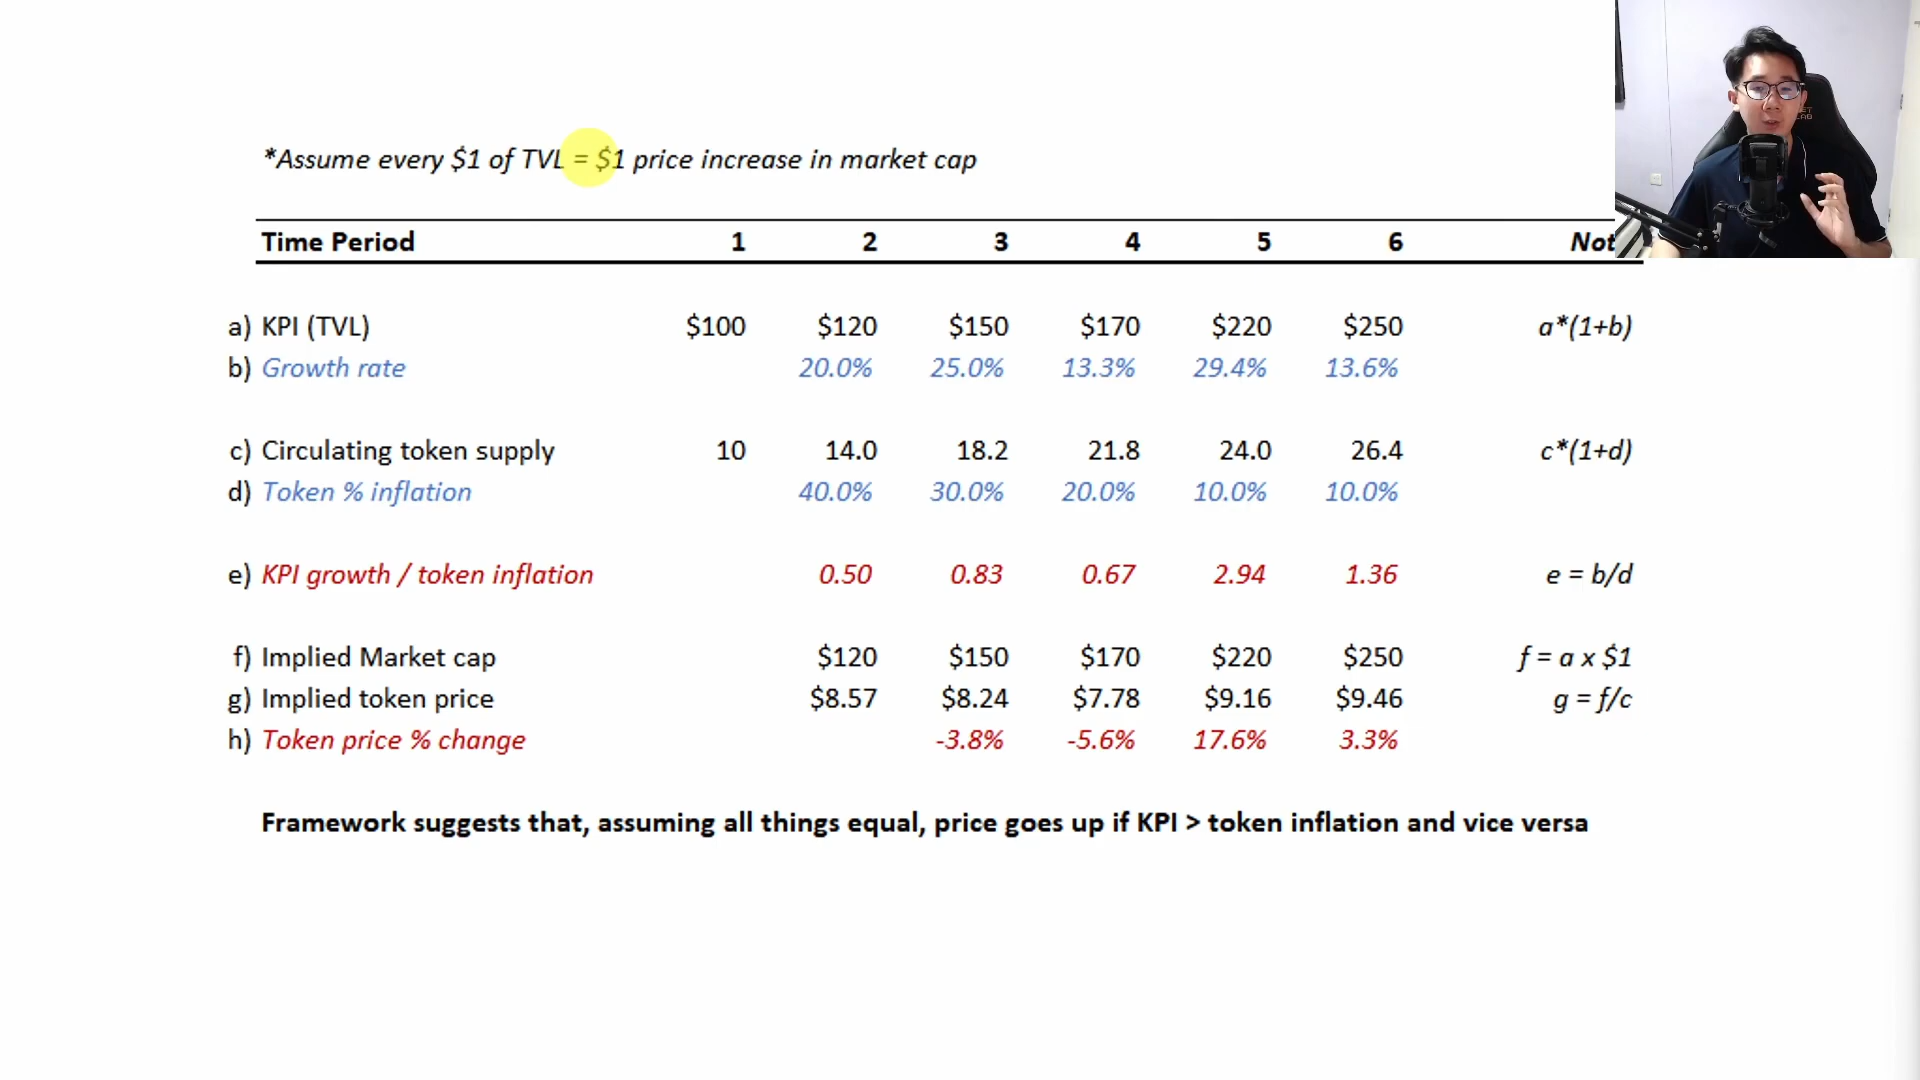 *Assume every $1 of TVL = $1 price increase in market cap
Time Period 1 2 3 4 5 6 Not
a) KPI (TVL) $100 $120 $150 $170 $220 $250 a*(1+b)
b) Growth rate 20.0% 25.0% 13.3% 29.4% 13.6%
c) Circulating token supply 10 14.0 18.2 21.8 24.0 26.4 c*(1+d)
d) Token % inflation 40.0% 30.0% 20.0% 10.0% 10.0%
e) KPI growth / token inflation 0.50 0.83 0.67 2.94 1.36 e = b/d
f) Implied Market cap $120 $150 $170 $220 $250 f = a x $1
g) Implied token price $8.57 $8.24 $7.78 $9.16 $9.46 g = f/c
h) Token price % change -3.8% -5.6% 17.6% 3.3%
Framework suggests that, assuming all things equal, price goes up if KPI > token inflation and vice versa